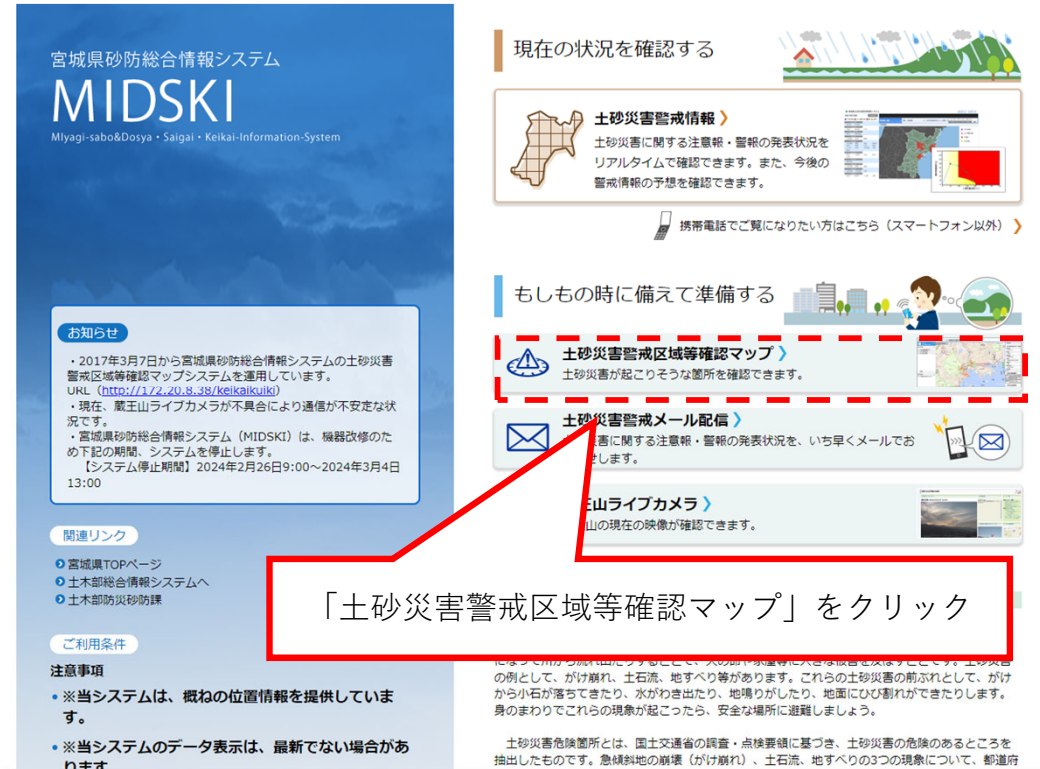 宮城県砂防総合情報システム
MIDSKI
MIyagi-sabo&Dosya・Saigai・Keikai-Information-System
お知らせ
・2017年3月7日から宮城県砂防総合情報システムの土砂災害
警戒区域等確認マップシステムを運用しています。
URL（http://172.20.8.38/keikaikuiki）
・現在、蔵王山ライブカメラが不具合により通信が不安定な状
況です。
・宮城県砂防総合情報システム（MIDSKI）は、機器改修のた
め下記の期間、システムを停止します。
【システム停止期間】2024年2月26日9:00～2024年3月4日
13:00
関連リンク
宮城県TOPページ
土木部総合情報システムへ
土木部防災砂防課
ご利用条件
注意事項
・※当システムは、概ねの位置情報を提供していま
す。
・※当システムのデータ表示は、最新でない場合があ
ります
現在の状況を確認する
土砂災害警戒情報
土砂災害に関する注意報・警報の発表状況を
リアルタイムで確認できます。また、今後の
警戒情報の予想を確認できます。
携帯電話でご覧になりたい方はこちら（スマートフォン以外）
もしもの時に備えて準備する
土砂災害警戒区域等確認マップ
土砂災害が起こりそうな箇所を確認できます。
土砂災害警戒メール配信
害に関する注意報・警報の発表状況を、いち早くメールでお
せします。
王山ライブカメラ
山の現在の映像が確認できます。
「土砂災害警戒区域等確認マップ」をクリック
の例として、がけ崩れ、土石流、地すべり等があります。これらの土砂災害の前ぶれとして、がけ
から小石が落ちてきたり、水がわき出たり、地鳴りがしたり、地面にひび割れができたりします。
身のまわりでこれらの現象が起こったら、安全な場所に避難しましょう。
土砂災害危険箇所とは、国土交通省の調査・点検要領に基づき、土砂災害の危険のあるところを
抽出したものです。急傾斜地の崩壊（がけ崩れ）、土石流、地すべりの3つの現象について、都道府